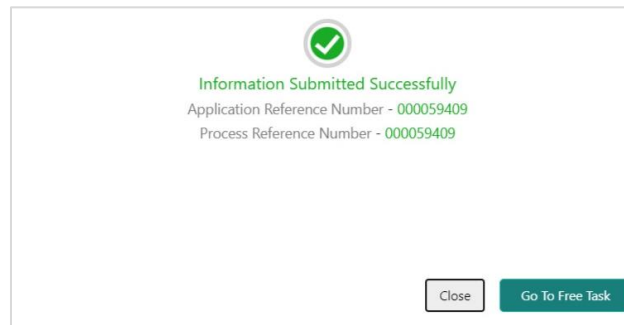 Information Submitted Successfully
Application Reference Number - 000059409
Process Reference Number - 000059409
Close
Go To Free Task